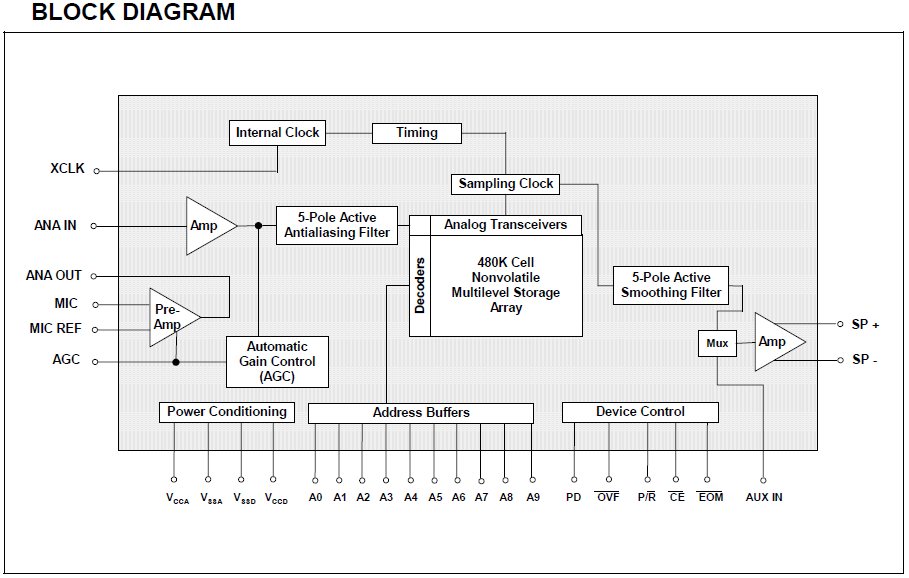 BLOCK DIAGRAM
Internal Clock
Timing
XCLK
Sampling Clock
ANA IN
Amp
5-Pole Active
Antialiasing Filter
Analog Transceivers
Decoders
480K Cell
Nonvolatile
Multilevel Storage
Array
ANA OUT
5-Pole Active
Smoothing Filter
MIC
Pre-
Amp
MIC REF
SP +
Mux
Amp
AGC
Automatic
Gain Control
(AGC)
SP -
Power Conditioning
Address Buffers
Device Control
VCCA VSSA VSSD VCCD A0 A1 A2 A3 A4 A5 A6 A7 A8 A9 PD O̅V̅F̅ P/R̅ C̅E̅ E̅O̅M̅ AUX IN